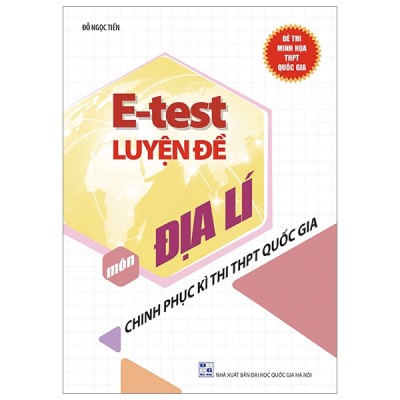 ĐỖ NGỌC TIẾN
ĐỀ THI
MINH HỌA
THPT
QUỐC GIA
E-test
LUYỆN ĐỀ
môn
ĐỊA LÍ
CHINH PHỤC KÌ THI THPT QUỐC GIA
NHÀ XUẤT BẢN ĐẠI HỌC QUỐC GIA HÀ NỘI